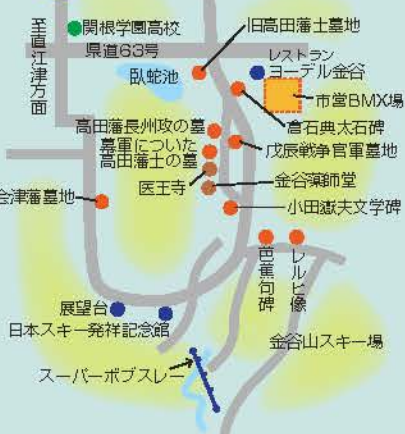 至直江津方面
関根学園高校
県道63号
旧高田藩士墓地
臥蛇池
レストラン
ヨーデル金谷
市営BMX場
倉石典太石碑
高田藩長州攻の墓
幕軍についた
高田藩士の墓
戊辰戦争官軍墓地
医王寺
金谷薬師堂
会津藩墓地
小田嶽夫文学碑
芭蕉句碑
レルヒ像
展望台
日本スキー発祥記念館
金谷山スキー場
スーパーボブスレー